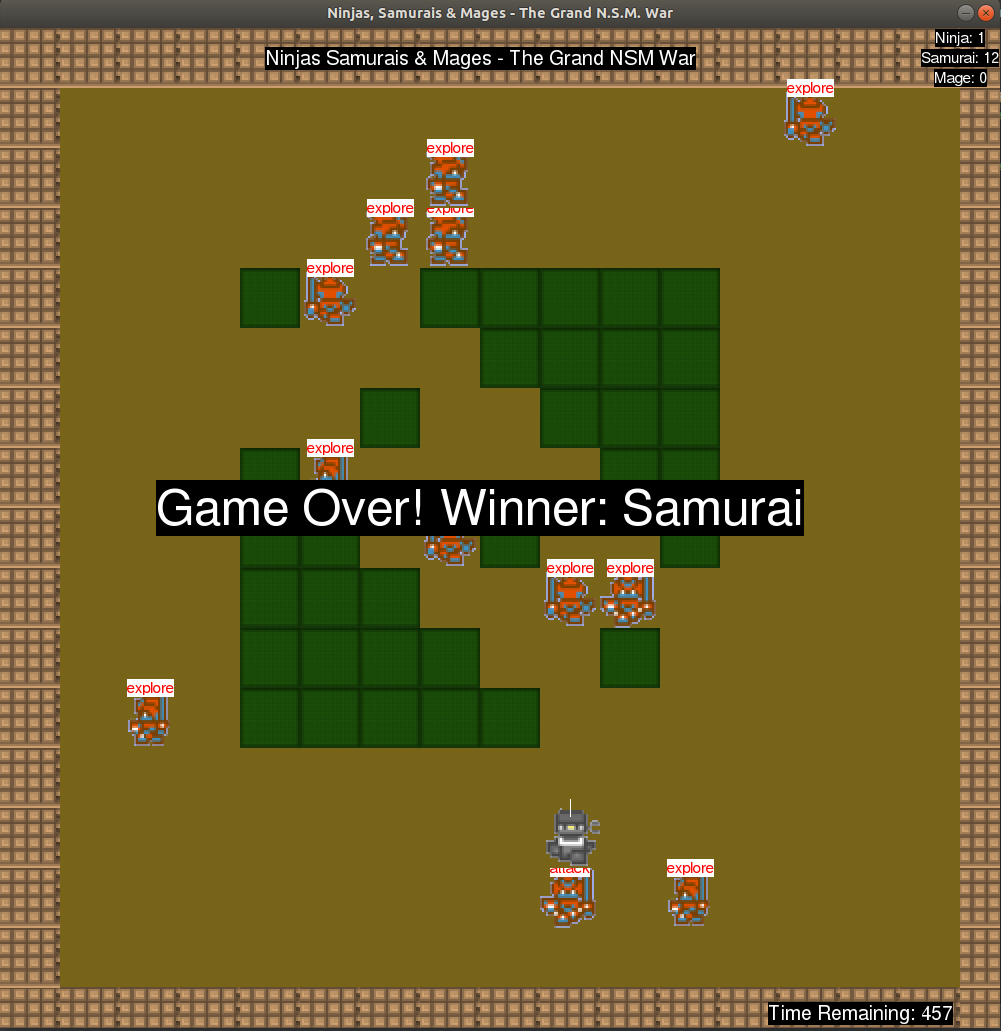 Ninjas, Samurais & Mages - The Grand N.S.M. War
Ninja: 1
Ninjas Samurais & Mages - The Grand NSM War
Samurai: 12
Mage: 0
explore
explore
explore
explore
explore
explore
Game Over! Winner: Samurai
explore
explore
explore
attack
explore
Time Remaining: 457